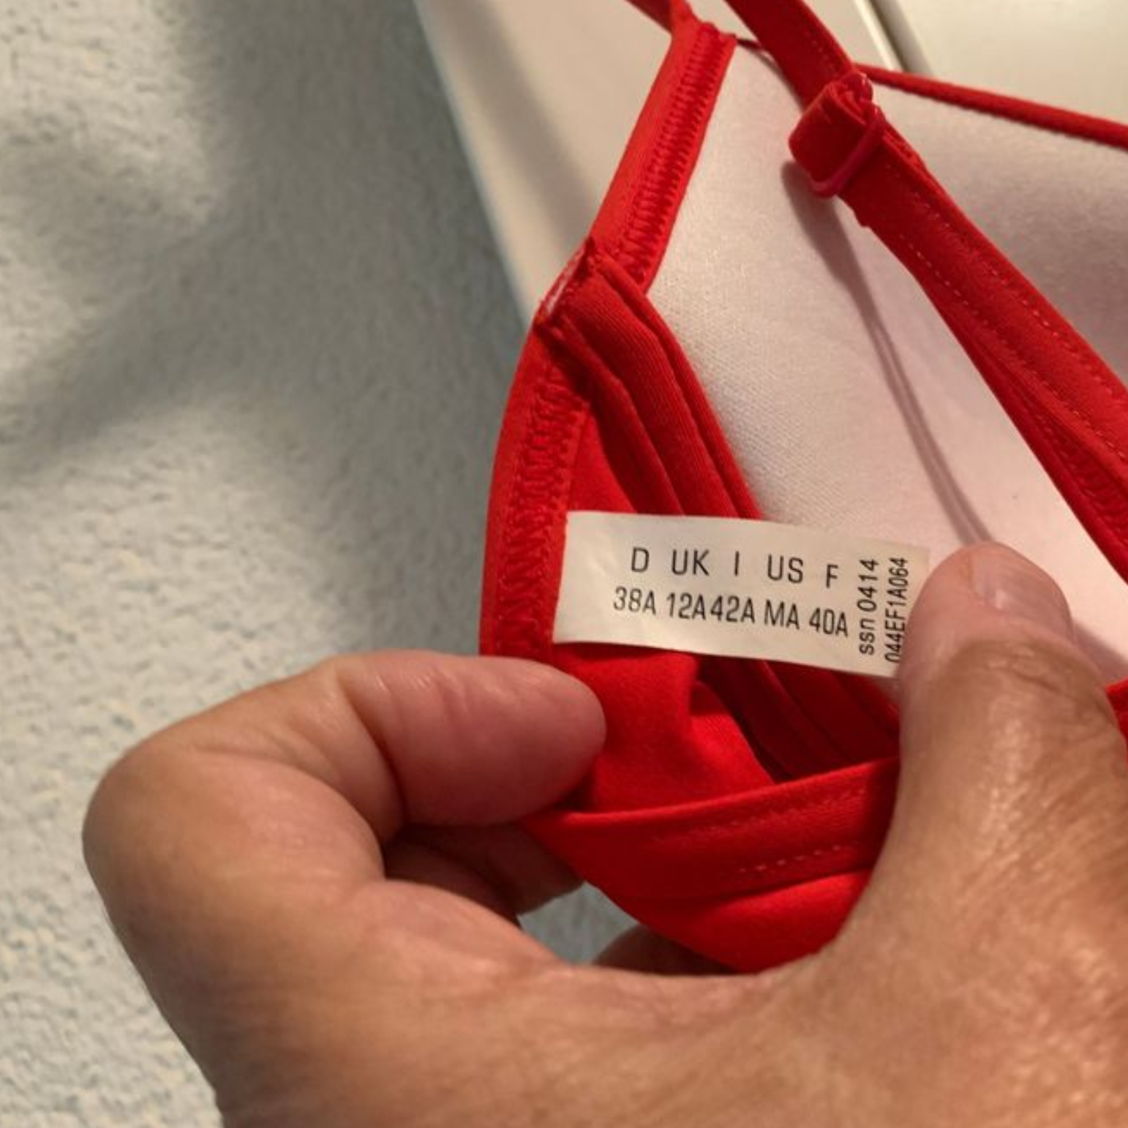 D UK I US F
38A 12A 42A MA 40A
ssn 0414
044EF1A064